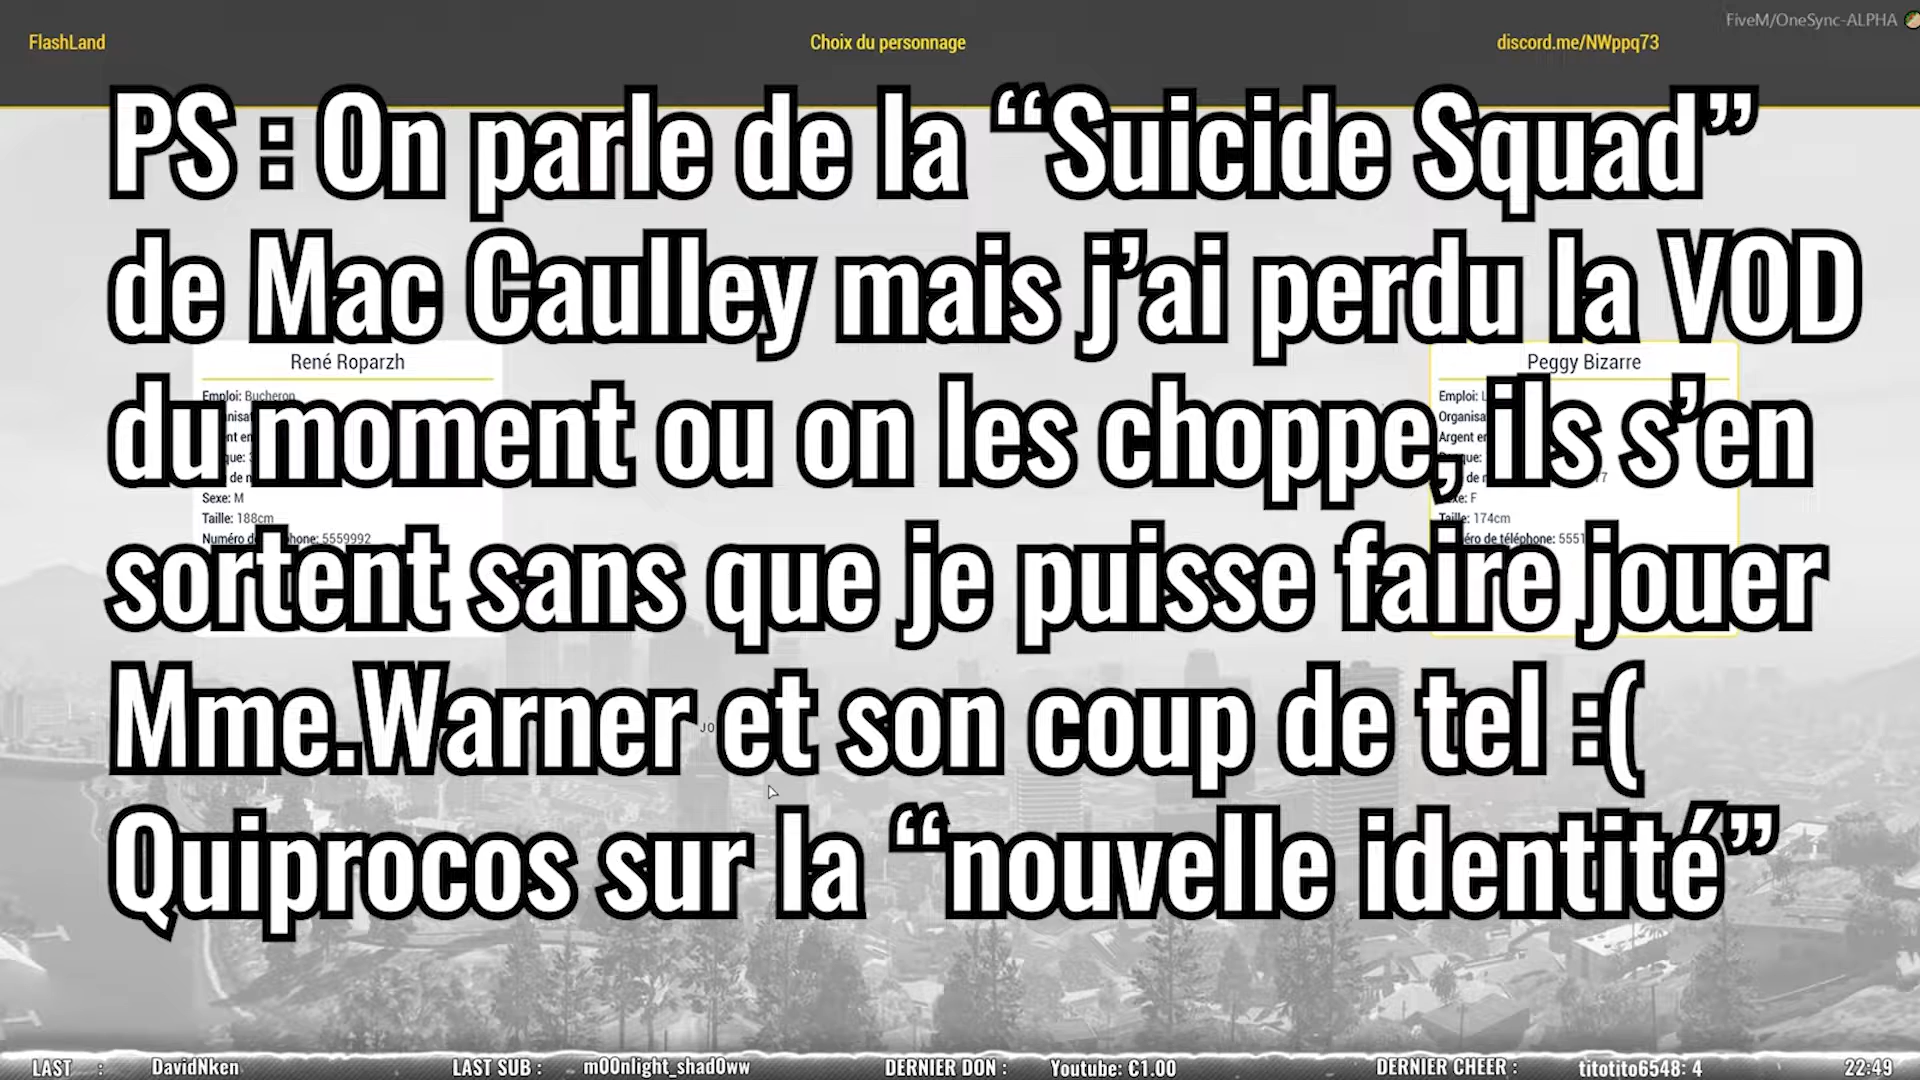 FiveM/OneSync-ALPHA
FlashLand Choix du personnage discord.me/NWppq73
PS : On parle de la “Suicide Squad”
de Mac Caulley mais j’ai perdu la VOD
du moment ou on les choppe, ils s’en
sortent sans que je puisse faire jouer
Mme.Warner et son coup de tel :(
Quiprocos sur la “nouvelle identité”
René Roparzh
Emploi: Bucheron
Sexe: M
Taille: 188cm
5559992
Peggy Bizarre
Emploi:
Taille: 174cm
LAST : DavidNken LAST SUB : m00nlight_shad0ww DERNIER DON : Youtube: €1.00 DERNIER CHEER : titotito6548: 4 22:49